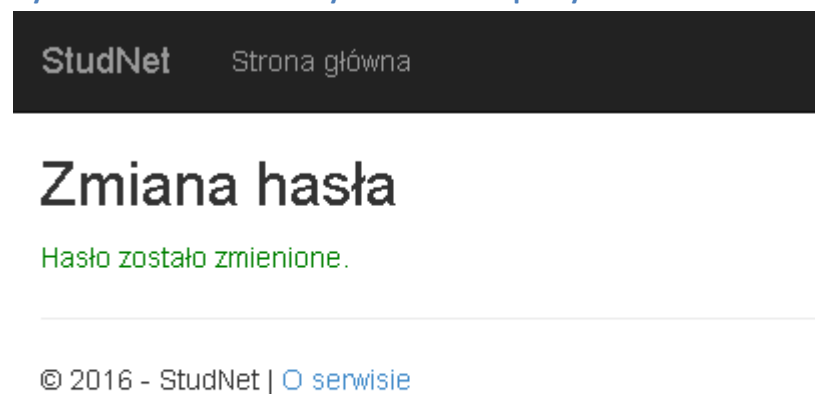 StudNet Strona główna
Zmiana hasła
Hasło zostało zmienione.
© 2016 - StudNet | O serwisie